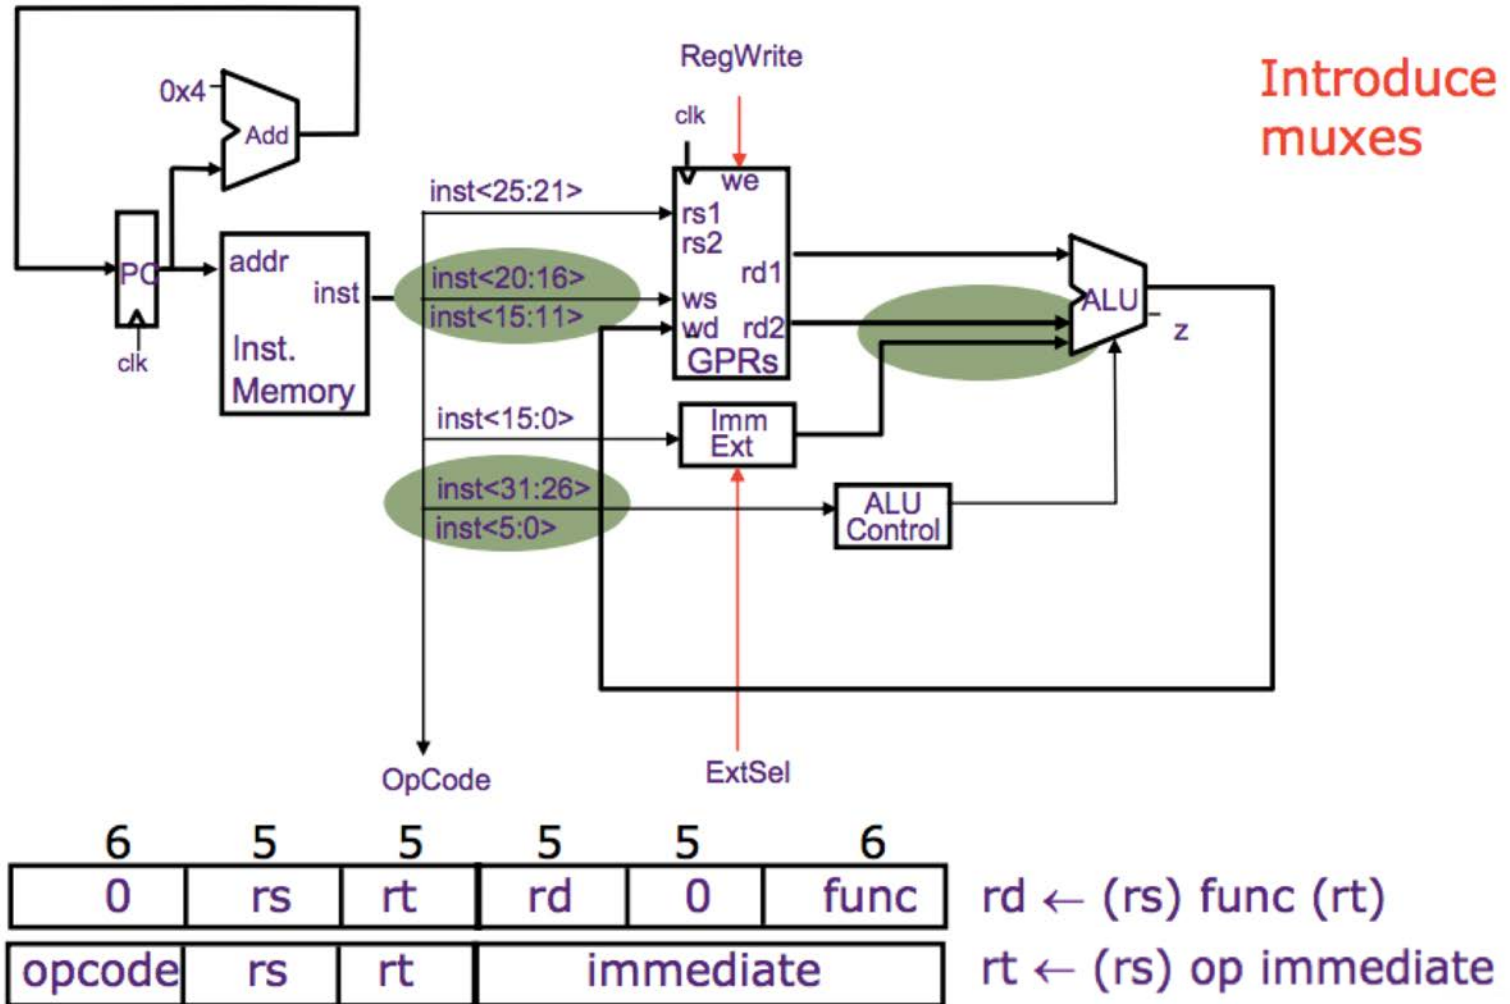 RegWrite
Introduce
muxes
0x4
Add
clk
we
inst<25:21>
rs1
rs2
PC
addr
inst
inst<20:16>
rd1
ws
ALU
inst<15:11>
wd rd2
z
clk
Inst.
Memory
GPRs
inst<15:0>
Imm
Ext
inst<31:26>
inst<5:0>
ALU
Control
OpCode
ExtSel
6 5 5 5 5 6
0 rs rt rd 0 func rd ← (rs) func (rt)
opcode rs rt immediate rt ← (rs) op immediate